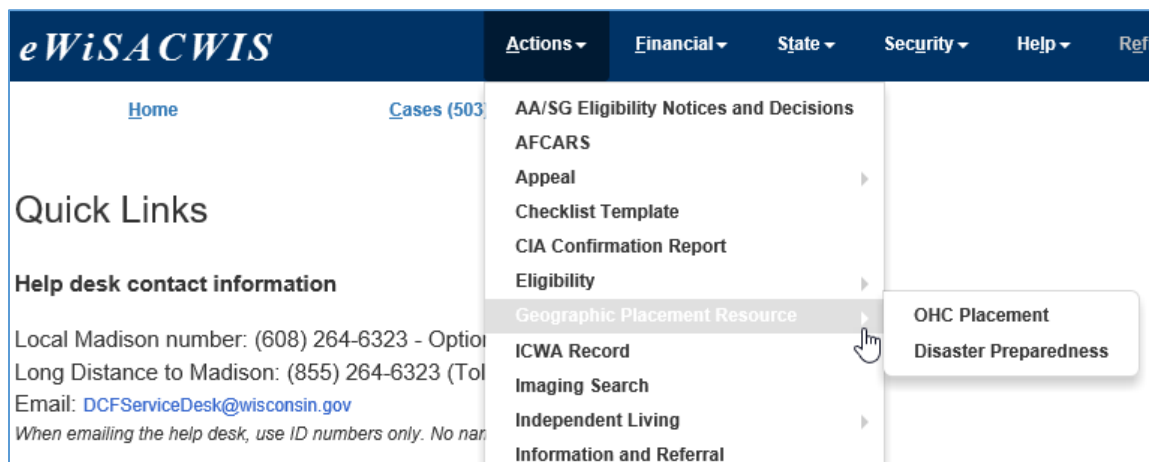 eWiSACWIS
Actions Financial State Security Help Ref
Home Cases (503)
AA/SG Eligibility Notices and Decisions
AFCARS
Appeal
Checklist Template
CIA Confirmation Report
Eligibility
Geographic Placement Resource
ICWA Record
Imaging Search
Independent Living
Information and Referral
OHC Placement
Disaster Preparedness
Quick Links
Help desk contact information
Local Madison number: (608) 264-6323 - Optio
Long Distance to Madison: (855) 264-6323 (Tol
Email: DCFServiceDesk@wisconsin.gov
When emailing the help desk, use ID numbers only. No nar